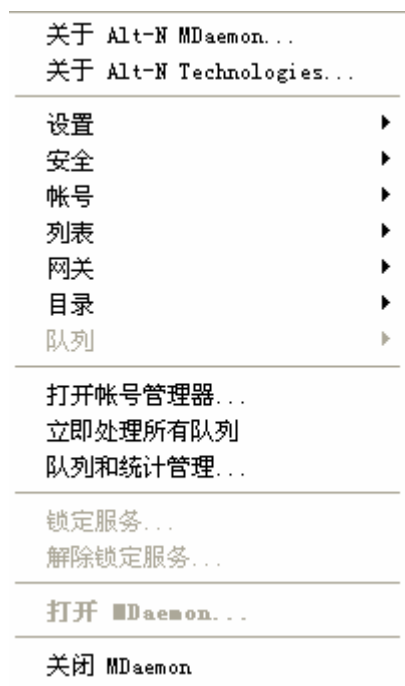 关于 Alt-N MDaemon...
关于 Alt-N Technologies...
设置
安全
帐号
列表
网关
目录
队列
打开帐号管理器...
立即处理所有队列
队列和统计管理...
锁定服务...
解除锁定服务...
打开 MDaemon...
关闭 MDaemon